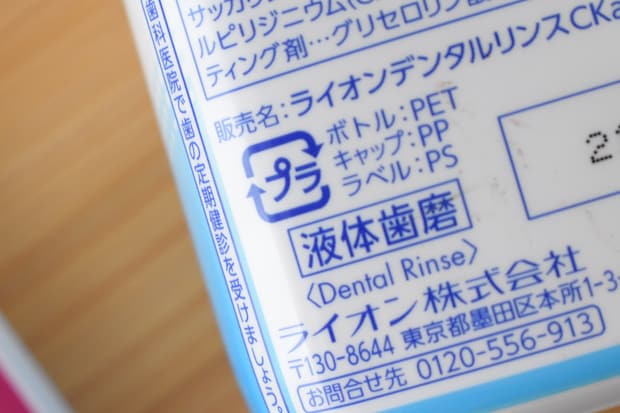 サッカリ
ルピリジニウム(C
ティング剤…グリセロリン酸
販売名：ライオンデンタルリンスCKa
プラ
ボトル：PET
キャップ：PP
ラベル：PS
液体歯磨
〈Dental Rinse〉
ライオン株式会社
〒130-8644 東京都墨田区本所1-3-
お問合せ先 0120-556-913
歯科医院で歯の定期健診を受けましょう。
2